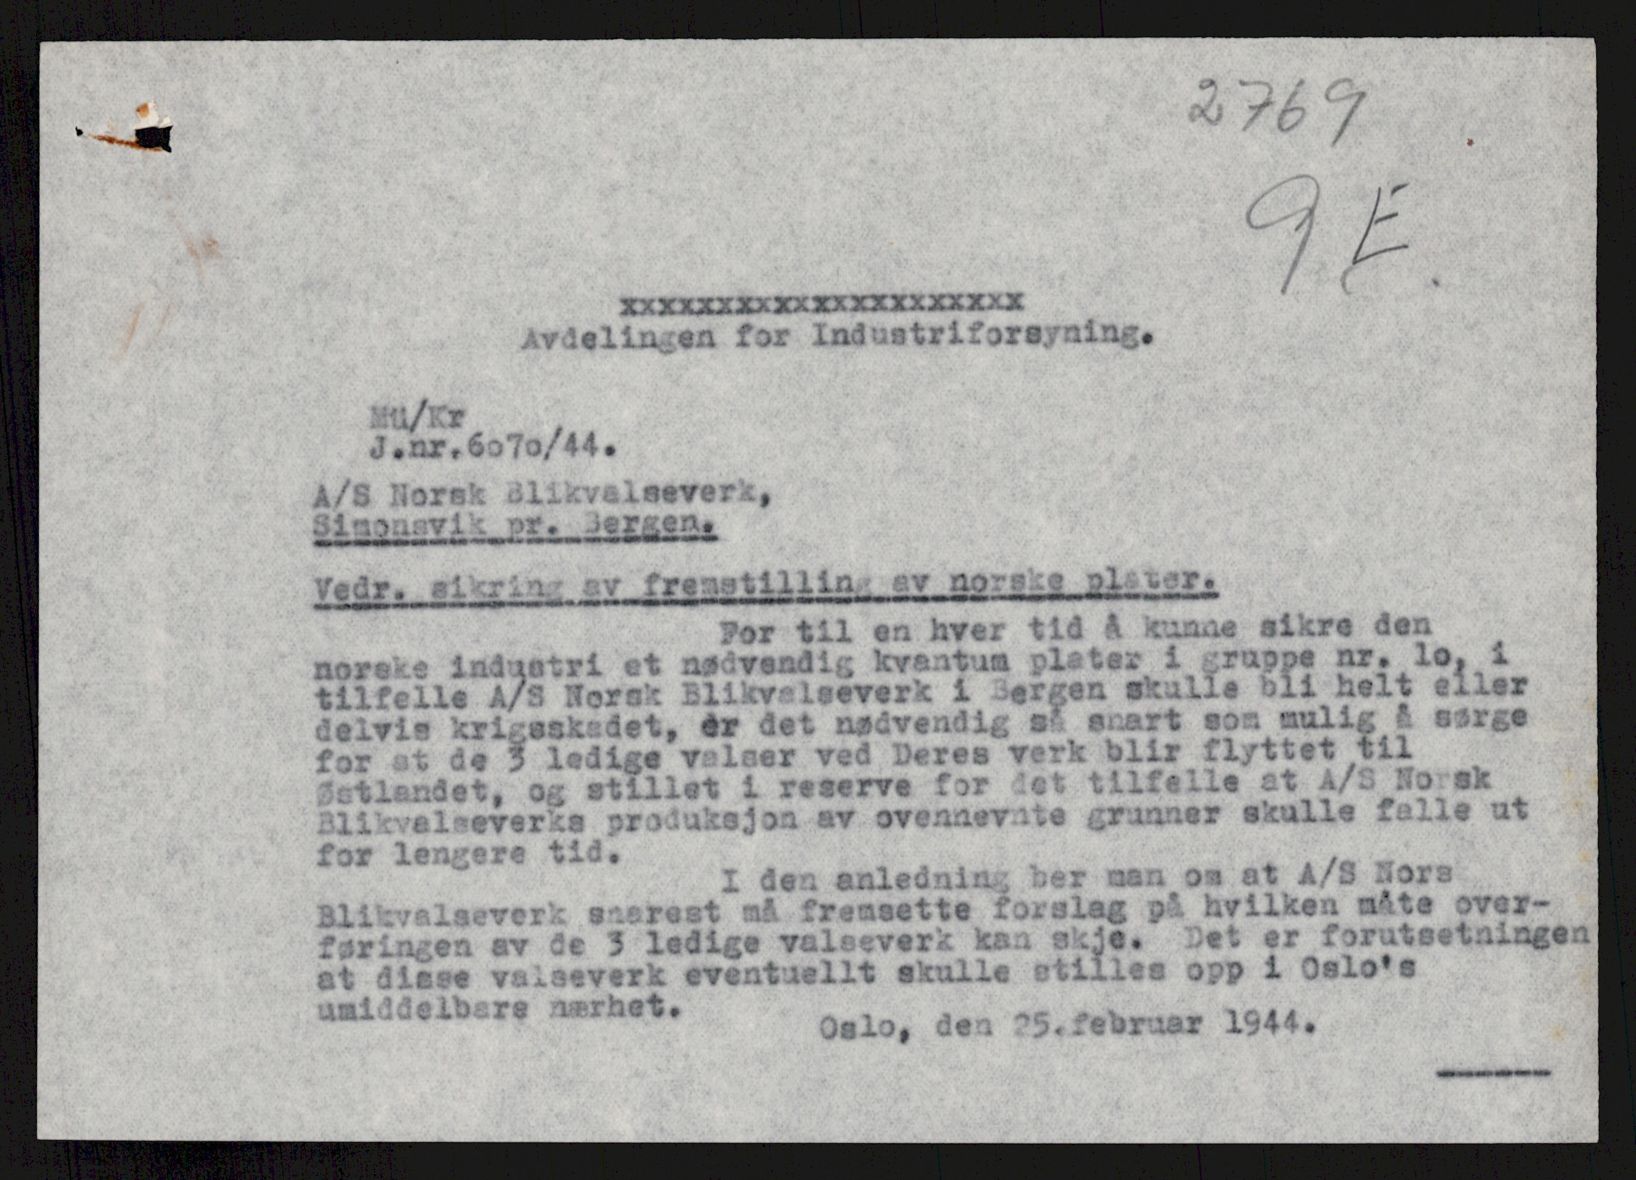 2769
9 E.
xxxxxxxxxxxxxxxxxxxxx
Avdelingen for Industriforsyning.
Mü/Kr
J.nr.6o7o/44.
A/S Norsk Blikvalseverk,
Simonsvik pr. Bergen.
Vedr. sikring av fremstilling av norske plater.
For til en hver tid å kunne sikre den
norske industri et nødvendig kvantum plater i gruppe nr. 1o, i
tilfelle A/S Norsk Blikvalseverk i Bergen skulle bli helt eller
delvis krigsskadet, er det nødvendig så snart som mulig å sørge
for at de 3 ledige valser ved Deres verk blir flyttet til
Østlandet, og stillet i reserve for det tilfelle at A/S Norsk
Blikvalseverks produksjon av ovennevnte grunner skulle falle ut
for lengere tid.
I den anledning ber man om at A/S Nors
Blikvalseverk snarest må fremsette forslag på hvilken måte over-
føringen av de 3 ledige valseverk kan skje. Det er forutsetningen
at disse valseverk eventuellt skulle stilles opp i Oslo's
umiddelbare nærhet.
Oslo, den 25.februar 1944.